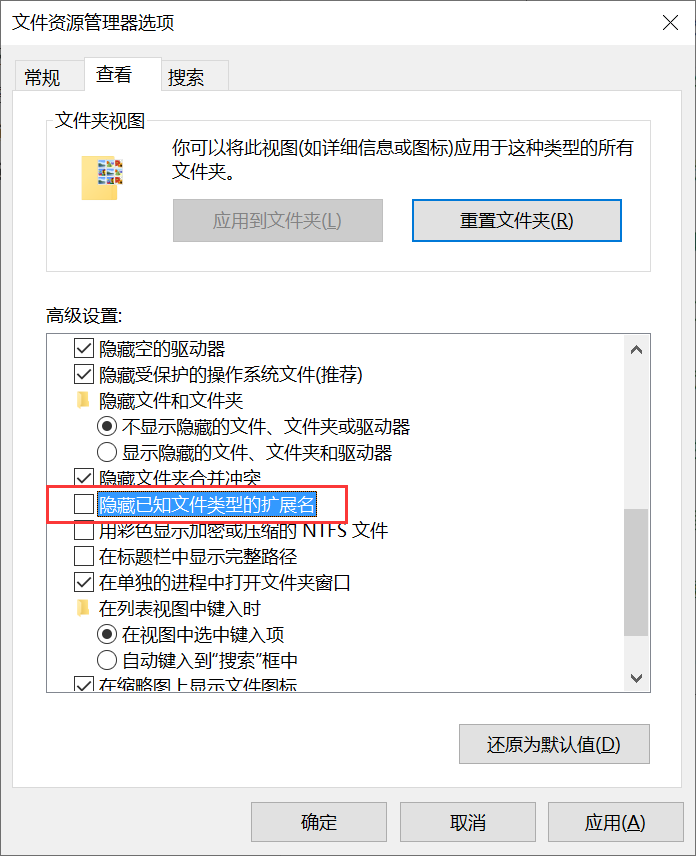 文件资源管理器选项
常规
查看
搜索
文件夹视图
你可以将此视图(如详细信息或图标)应用于这种类型的所有
文件夹。
应用到文件夹(L)
重置文件夹(R)
高级设置:
隐藏空的驱动器
隐藏受保护的操作系统文件(推荐)
隐藏文件和文件夹
不显示隐藏的文件、文件夹或驱动器
显示隐藏的文件、文件夹和驱动器
隐藏文件夹合并冲突
隐藏已知文件类型的扩展名
用彩色显示加密或压缩的 NTFS 文件
在标题栏中显示完整路径
在单独的进程中打开文件夹窗口
在列表视图中键入时
在视图中选中键入项
自动键入到“搜索”框中
在缩略图上显示文件图标
还原为默认值(D)
确定
取消
应用(A)